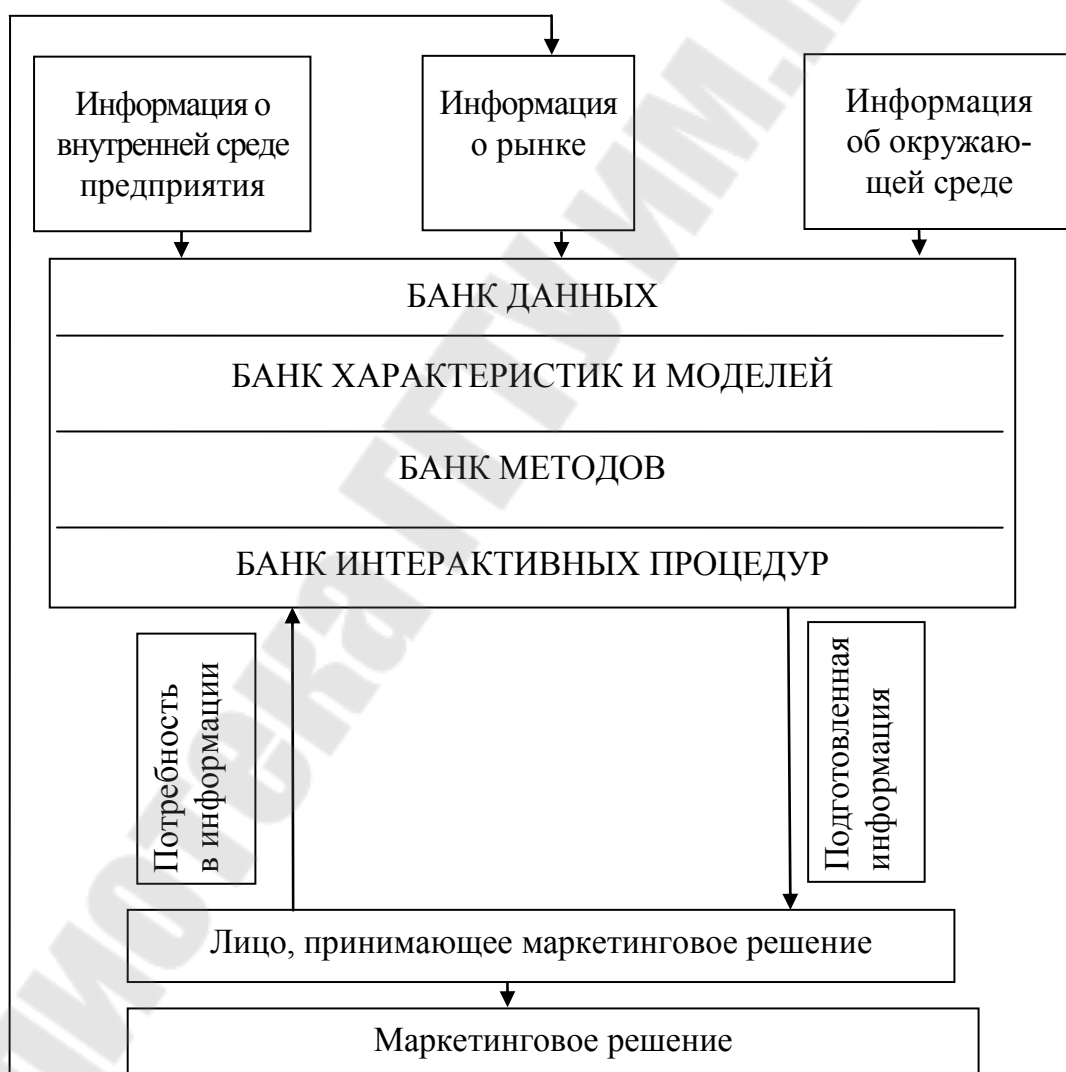 Информация о
внутренней среде
предприятия
Информация
о рынке
Информация
об окружаю-
щей среде
БАНК ДАННЫХ
БАНК ХАРАКТЕРИСТИК И МОДЕЛЕЙ
БАНК МЕТОДОВ
БАНК ИНТЕРАКТИВНЫХ ПРОЦЕДУР
Потребность
в информации
Подготовленная
информация
Лицо, принимающее маркетинговое решение
Маркетинговое решение